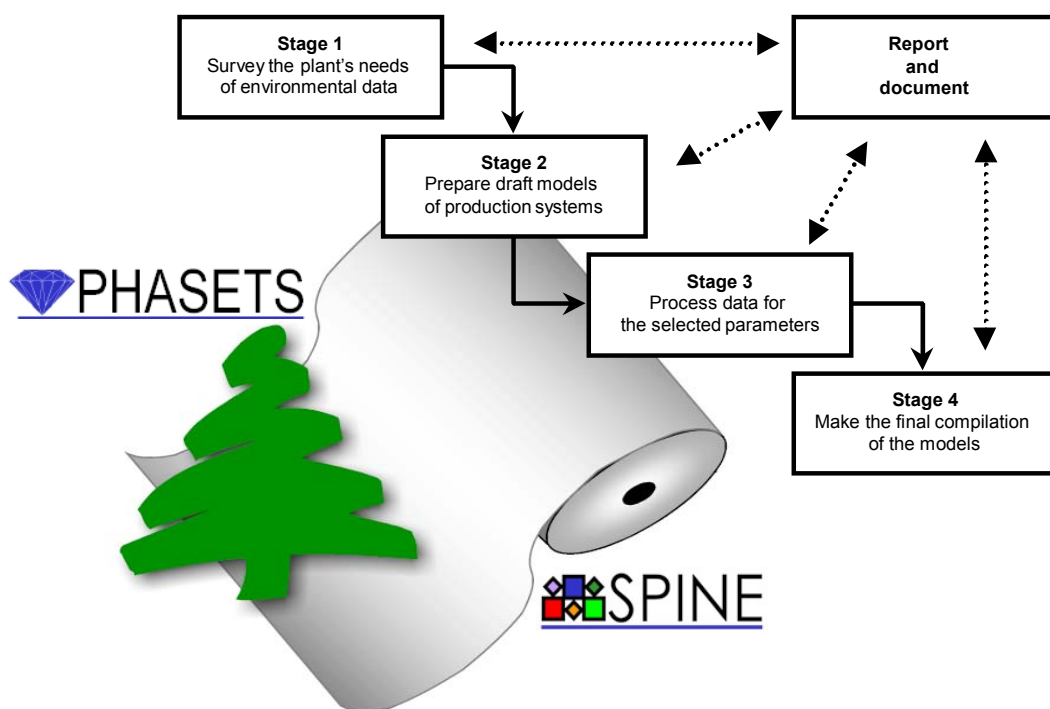 Stage 1
Survey the plant's needs
of environmental data
Report
and
document
Stage 2
Prepare draft models
of production systems
Stage 3
Process data for
the selected parameters
PHASETS
Stage 4
Make the final compilation
of the models
SPINE